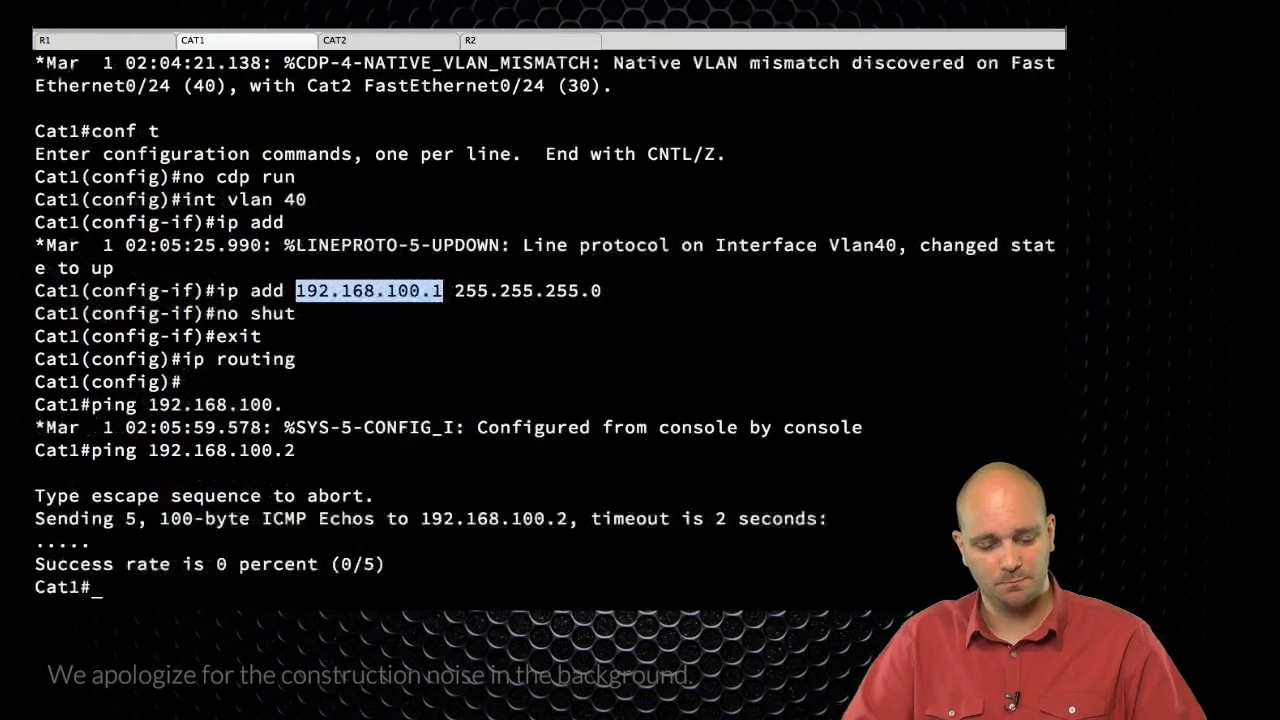 R1 CAT1 CAT2 R2
*Mar  1 02:04:21.138: %CDP-4-NATIVE_VLAN_MISMATCH: Native VLAN mismatch discovered on Fast
Ethernet0/24 (40), with Cat2 FastEthernet0/24 (30).
Cat1#conf t
Enter configuration commands, one per line.  End with CNTL/Z.
Cat1(config)#no cdp run
Cat1(config)#int vlan 40
Cat1(config-if)#ip add
*Mar  1 02:05:25.990: %LINEPROTO-5-UPDOWN: Line protocol on Interface Vlan40, changed stat
e to up
Cat1(config-if)#ip add 192.168.100.1 255.255.255.0
Cat1(config-if)#no shut
Cat1(config-if)#exit
Cat1(config)#ip routing
Cat1(config)#
Cat1#ping 192.168.100.
*Mar  1 02:05:59.578: %SYS-5-CONFIG_I: Configured from console by console
Cat1#ping 192.168.100.2
Type escape sequence to abort.
Sending 5, 100-byte ICMP Echos to 192.168.100.2, timeout is 2 seconds:
.....
Success rate is 0 percent (0/5)
Cat1#_
We apologize for the construction noise in the background.